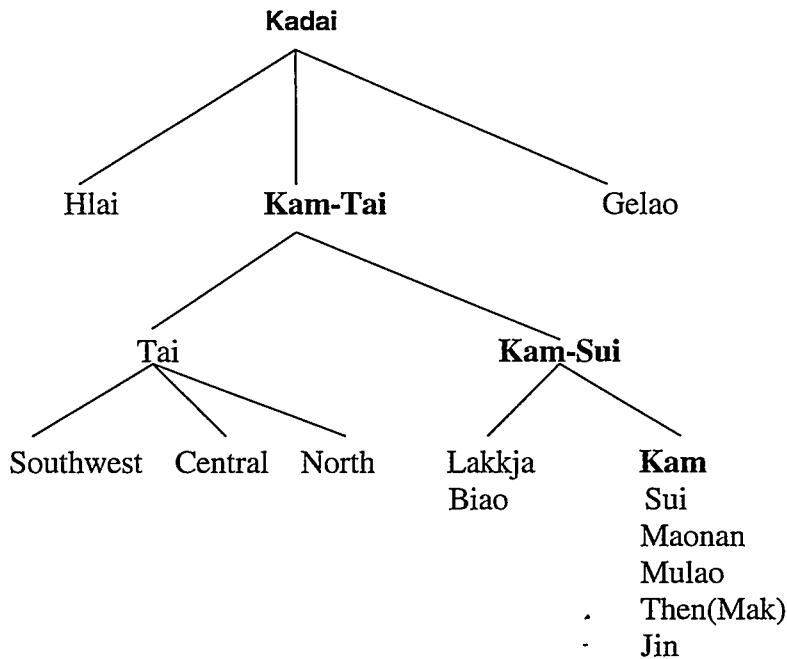 Kadai
Hlai Kam-Tai Gelao
Tai Kam-Sui
Southwest Central North Lakkja Kam
Biao Sui
Maonan
Mulao
Then(Mak)
Jin